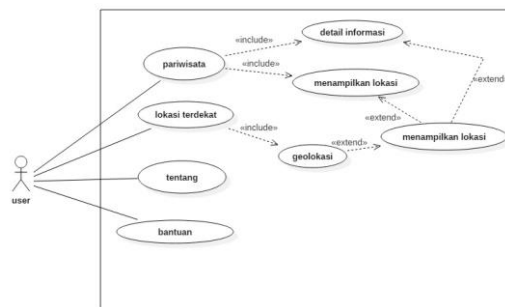 detail informasi
«include»
pariwisata
«include»
menampilkan lokasi
«extend»
lokasi terdekat
«include»
«extend»
«extend»
menampilkan lokasi
geolokasi
tentang
user
bantuan